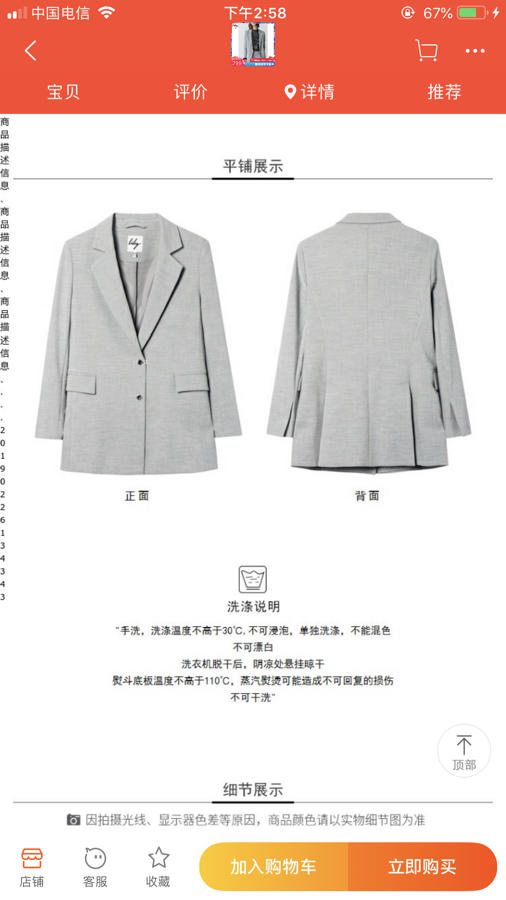 中国电信
下午2:58
67%
宝贝
评价
详情
推荐
商品描述信息、商品描述信息、商品描述信息、...20190226134343
平铺展示
lily
正面
背面
洗涤说明
"手洗，洗涤温度不高于30℃,不可浸泡，单独洗涤，不能混色
不可漂白
洗衣机脱干后，阴凉处悬挂晾干
熨斗底板温度不高于110℃，蒸汽熨烫可能造成不可回复的损伤
不可干洗"
顶部
细节展示
因拍摄光线、显示器色差等原因，商品颜色请以实物细节图为准
店铺
客服
收藏
加入购物车
立即购买